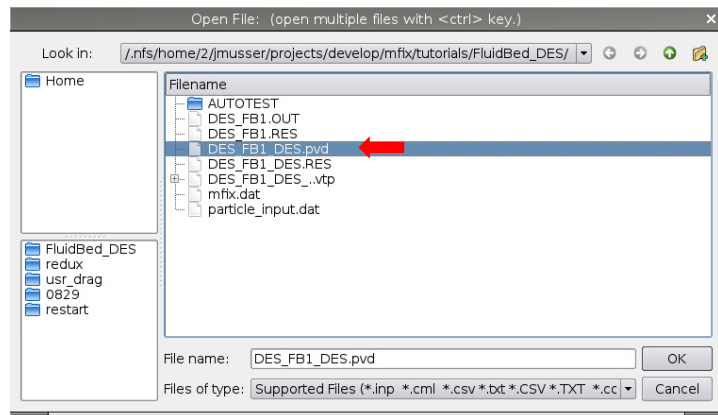 Open File: (open multiple files with <ctrl> key.)
Look in: /.nfs/home/2/jmusser/projects/develop/mfix/tutorials/FluidBed_DES/
Home
Filename
AUTOTEST
DES_FB1.OUT
DES_FB1.RES
DES_FB1_DES.pvd
DES_FB1_DES.RES
DES_FB1_DES_..vtp
mfix.dat
particle_input.dat
FluidBed_DES
redux
usr_drag
0829
restart
File name: DES_FB1_DES.pvd OK
Files of type: Supported Files (*.inp *.cml *.csv *.txt *.CSV *.TXT *.cc Cancel